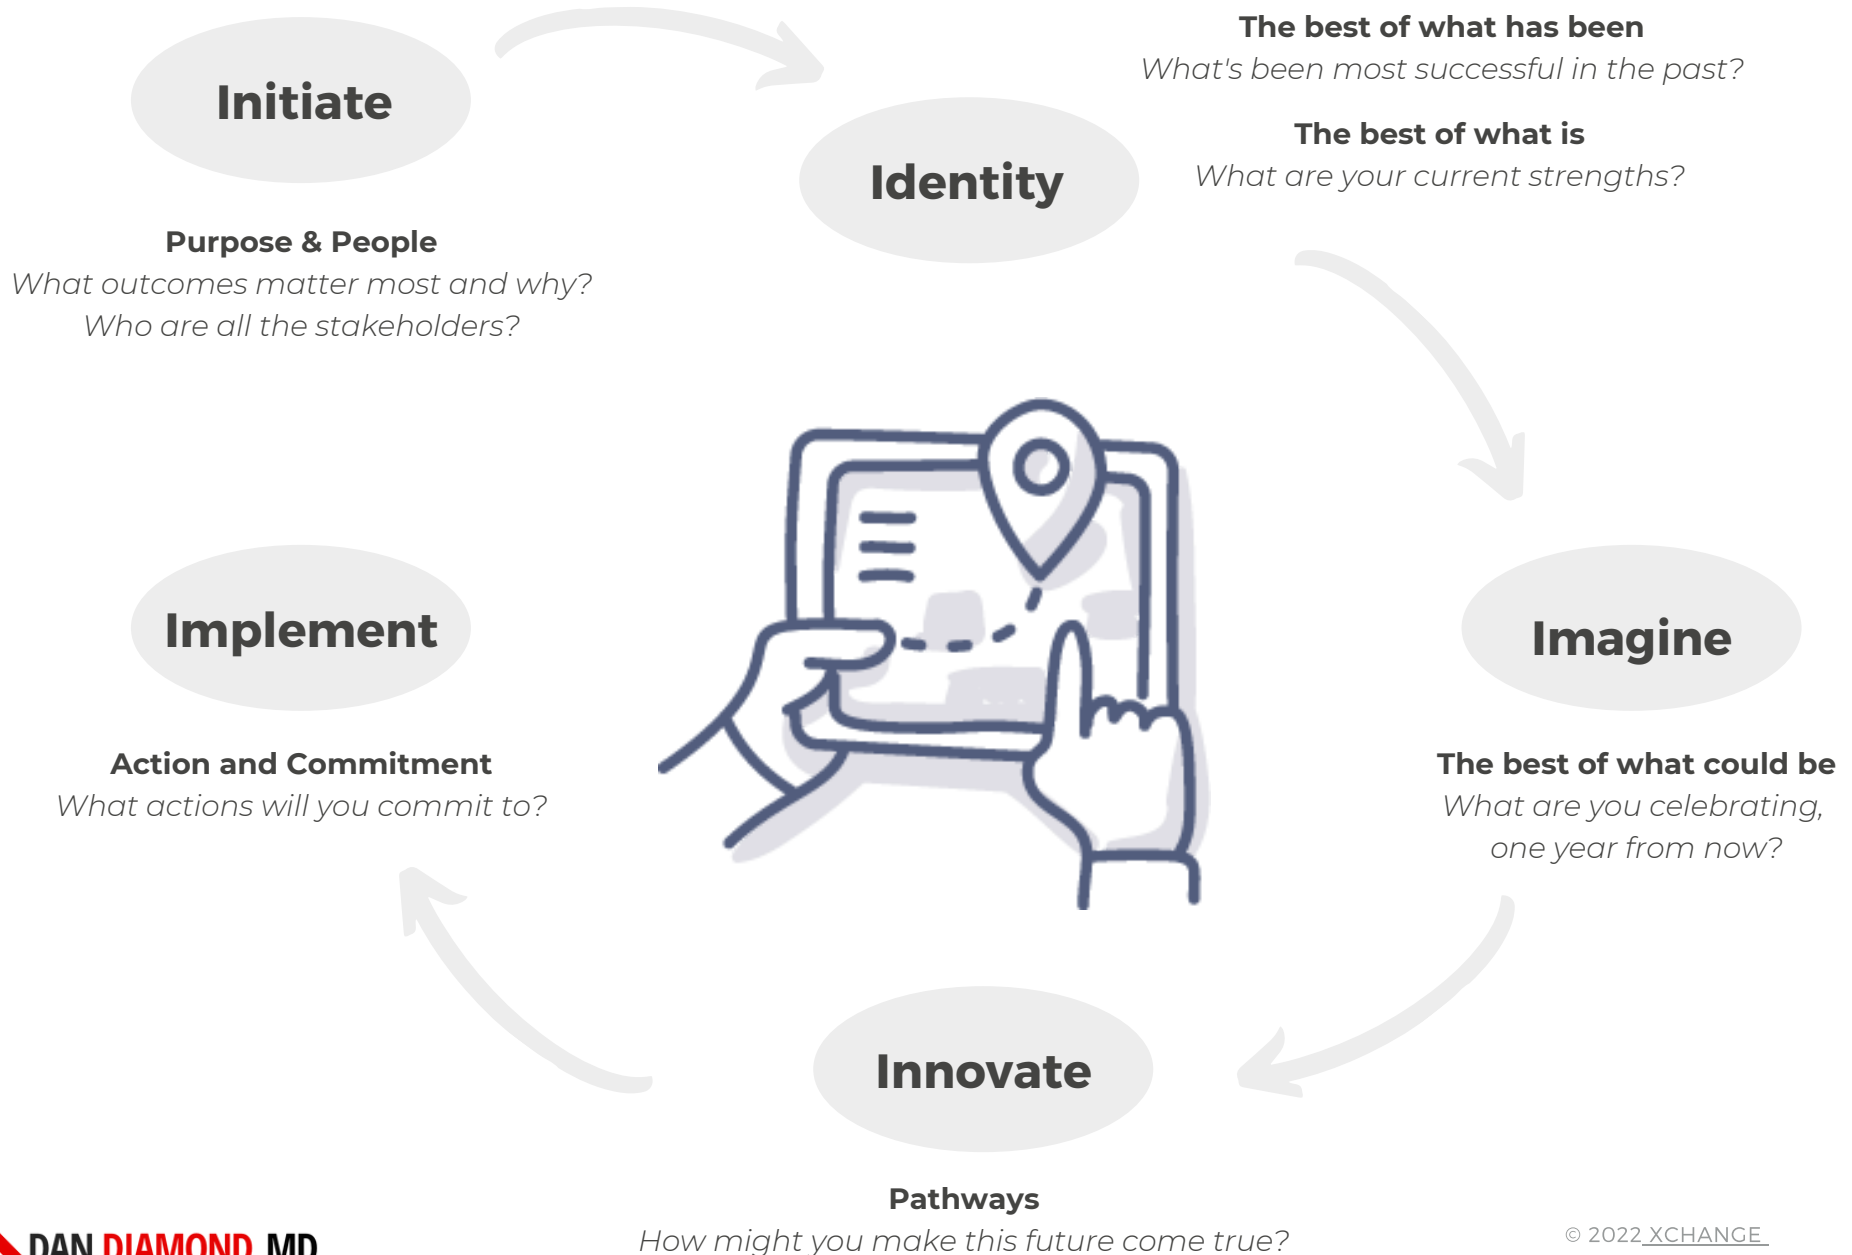 Initiate
Purpose & People
What outcomes matter most and why?
Who are all the stakeholders?
Identity
The best of what has been
What's been most successful in the past?
The best of what is
What are your current strengths?
Imagine
The best of what could be
What are you celebrating,
one year from now?
Innovate
Pathways
How might you make this future come true?
Implement
Action and Commitment
What actions will you commit to?
DAN DIAMOND, MD
© 2022 XCHANGE